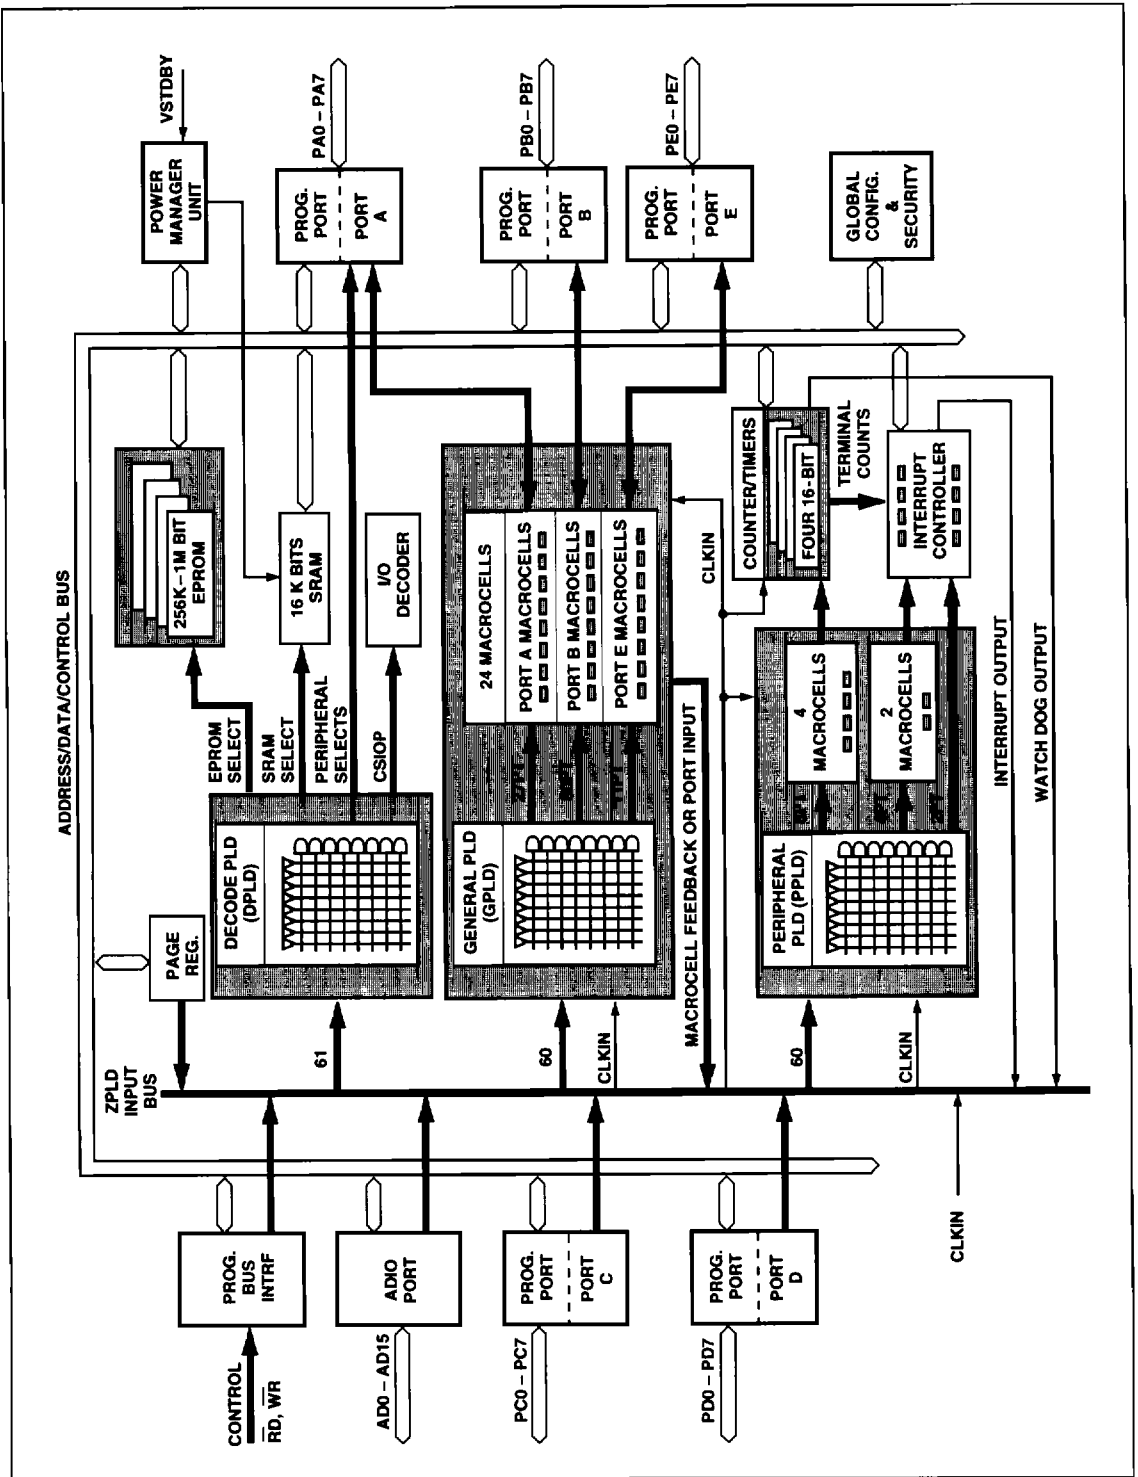 ADDRESS/DATA/CONTROL BUS
VSTDBY
POWER
MANAGER
UNIT
PA0 – PA7
PROG.
PORT
PORT
A
PB0 – PB7
PROG.
PORT
PORT
B
PE0 – PE7
PROG.
PORT
PORT
E
GLOBAL
CONFIG.
&
SECURITY
256K–1M BIT
EPROM
16 K BITS
SRAM
I/O
DECODER
EPROM
SELECT
SRAM
SELECT
PERIPHERAL
SELECTS
CSIOP
PAGE
REG.
DECODE PLD
(DPLD)
61
24 MACROCELLS
PORT A MACROCELLS
PORT B MACROCELLS
PORT E MACROCELLS
GENERAL PLD
(GPLD)
60
CLKIN
MACROCELL FEEDBACK OR PORT INPUT
CLKIN
COUNTER/TIMERS
FOUR 16-BIT
TERMINAL
COUNTS
INTERRUPT
CONTROLLER
4
MACROCELLS
2
MACROCELLS
PERIPHERAL
PLD (PPLD)
60
CLKIN
INTERRUPT OUTPUT
WATCH DOG OUTPUT
ZPLD
INPUT
BUS
CONTROL
RD, WR
PROG.
BUS
INTRF
AD0 – AD15
ADIO
PORT
PC0 – PC7
PROG.
PORT
PORT
C
PD0 – PD7
PROG.
PORT
PORT
D
CLKIN